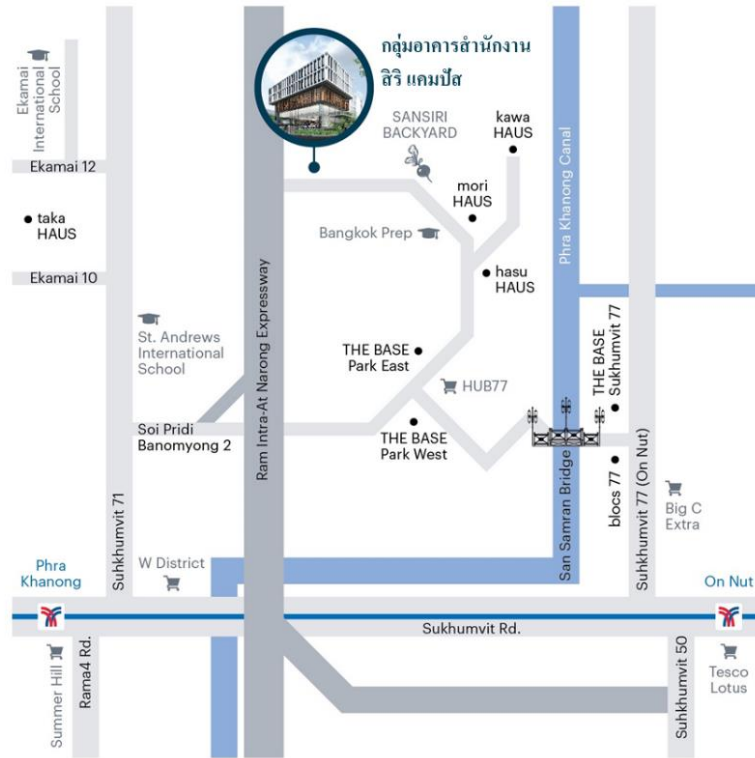 กลุ่มอาคารสำนักงาน
สิริ แคมปัส
Ekamai
International
School
SANSIRI
BACKYARD
kawa
HAUS
Ekamai 12
mori
HAUS
taka
HAUS
Bangkok Prep
Phra Khanong Canal
Ekamai 10
hasu
HAUS
Ram Intra-At Narong Expressway
St. Andrews
International
School
THE BASE
Park East
HUB77
THE BASE
Sukhumvit 77
Soi Pridi
Banomyong 2
THE BASE
Park West
San Samran Bridge
blocs 77
Suhkhumvit 77 (On Nut)
Big C
Extra
Suhkhumvit 71
Phra
Khanong
W District
On Nut
Sukhumvit Rd.
Summer Hill
Rama4 Rd.
Suhkhumvit 50
Tesco
Lotus